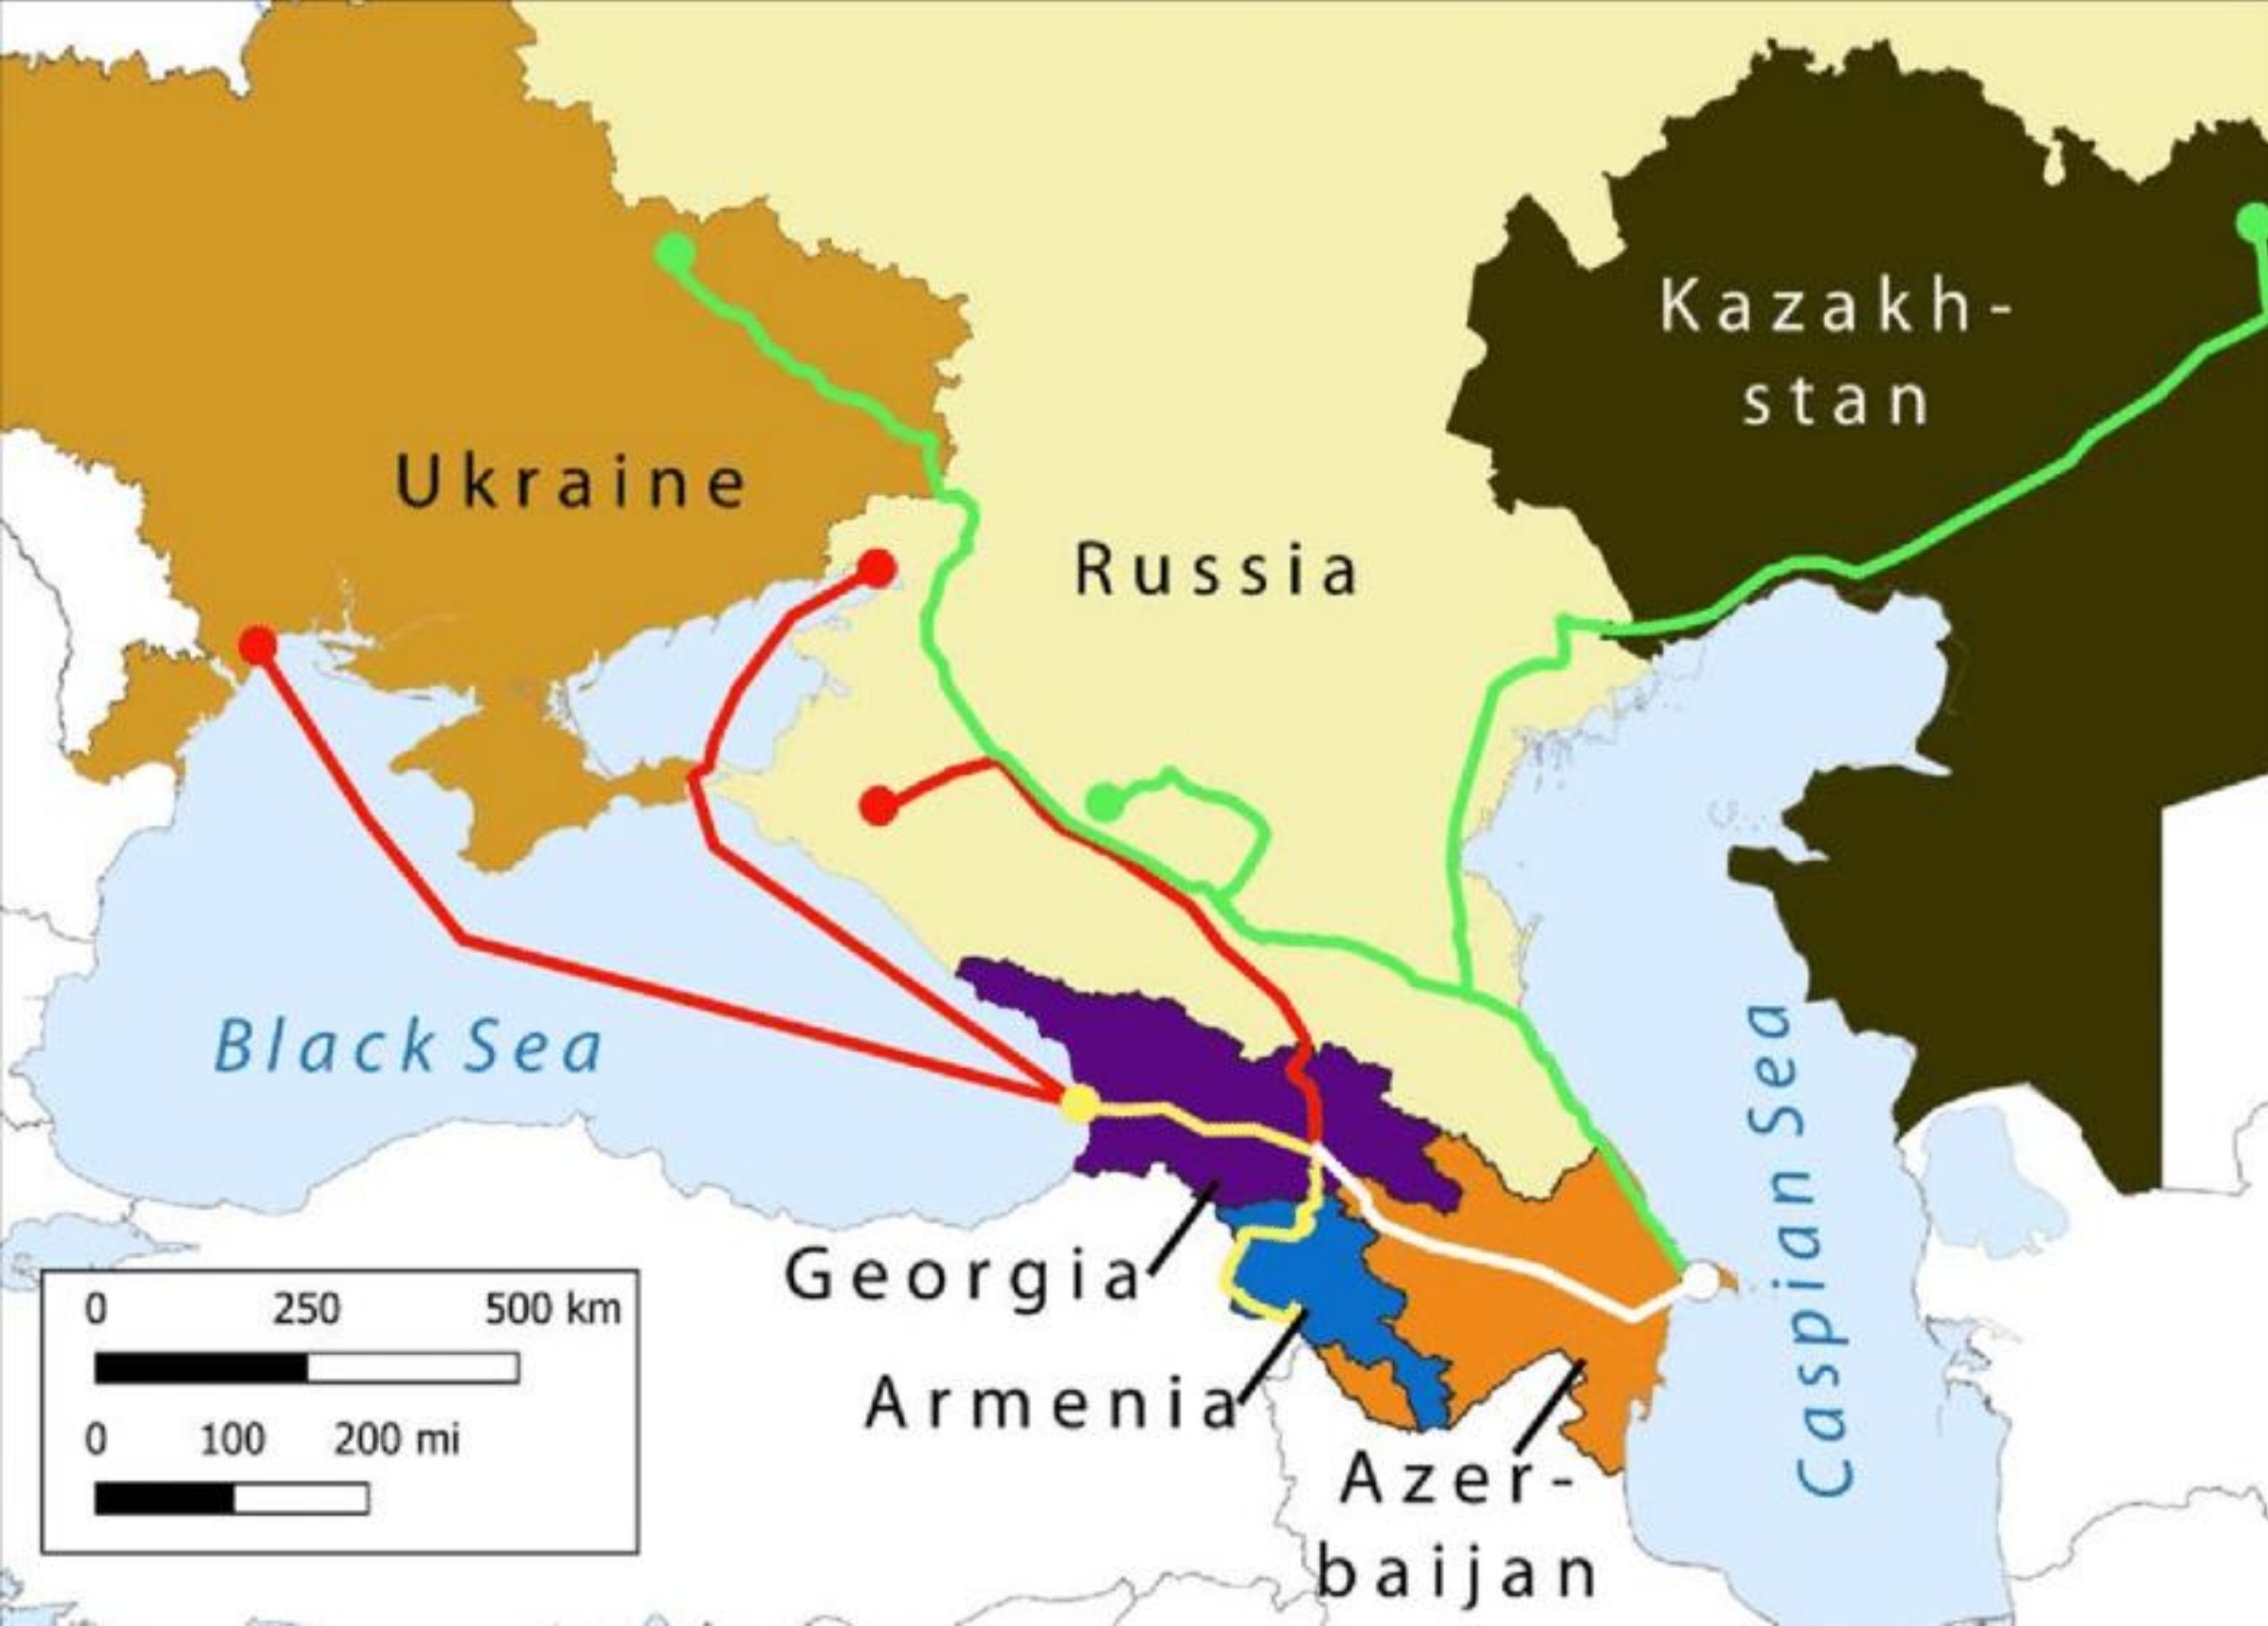 Kazakh-
stan
Ukraine
Russia
Black Sea
Caspian Sea
Georgia
Armenia
Azer-
baijan
0 250 500 km
0 100 200 mi